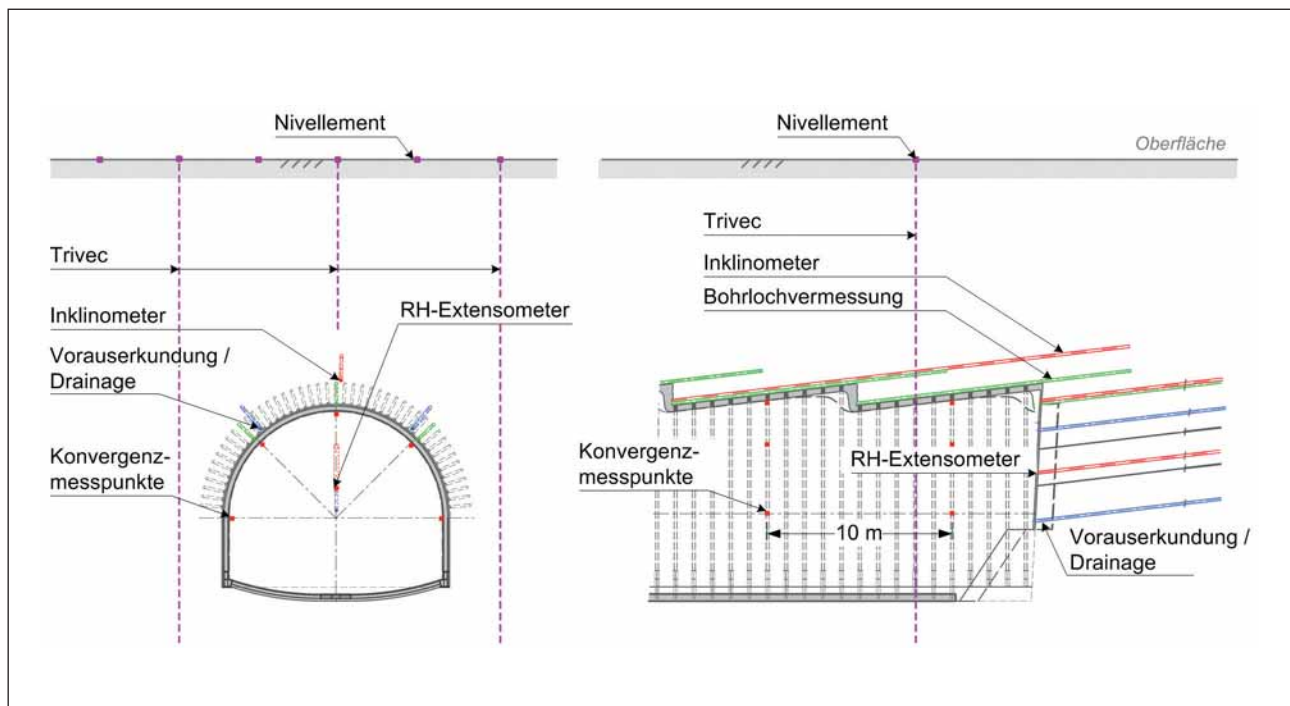 Nivellement
Trivec
Inklinometer
RH-Extensometer
Vorauserkundung /
Drainage
Konvergenz-
messpunkte
Nivellement
Oberfläche
Trivec
Inklinometer
Bohrlochvermessung
Konvergenz-
messpunkte
RH-Extensometer
10 m
Vorauserkundung /
Drainage